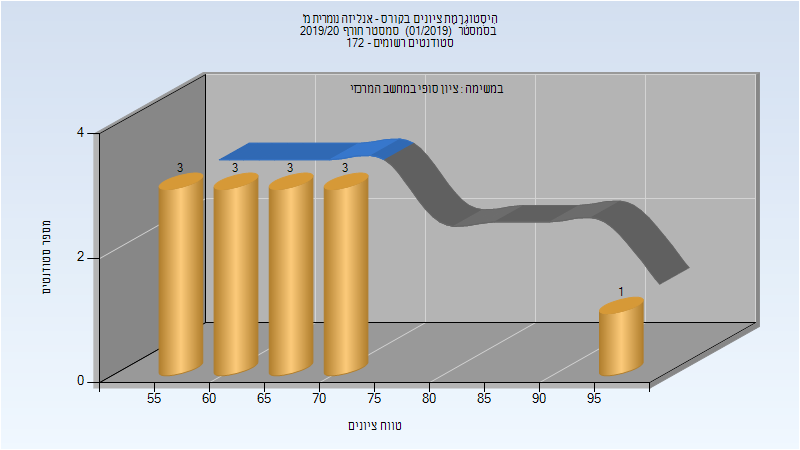 היסטוגרמת ציונים בקורס - אנליזה נומרית מ'
בסמסטר (01/2019) סמסטר חורף 2019/20
סטודנטים רשומים - 172
במשימה : ציון סופי במחשב המרכזי
מספר סטודנטים
4
2
0
3
3
3
3
1
55 60 65 70 75 80 85 90 95
טווח ציונים